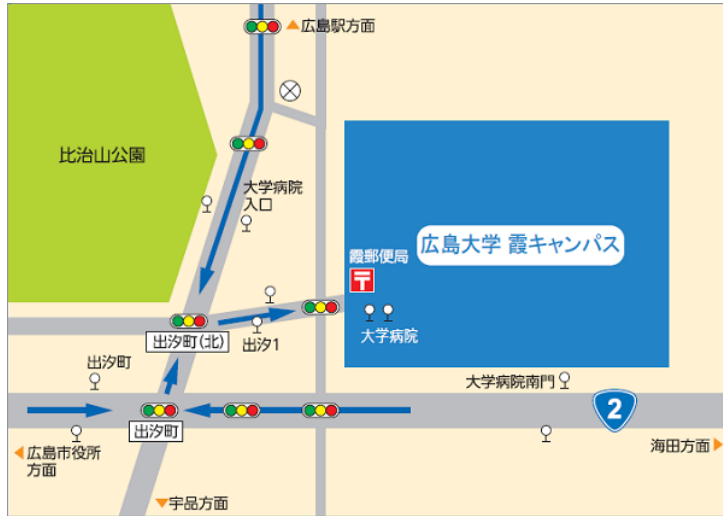 ▲広島駅方面
比治山公園
大学病院
入口
広島大学 霞キャンパス
霞郵便局
大学病院
出汐町(北)
出汐1
出汐町
大学病院南門
2
出汐町
◀広島市役所
方面
海田方面▶
▼宇品方面